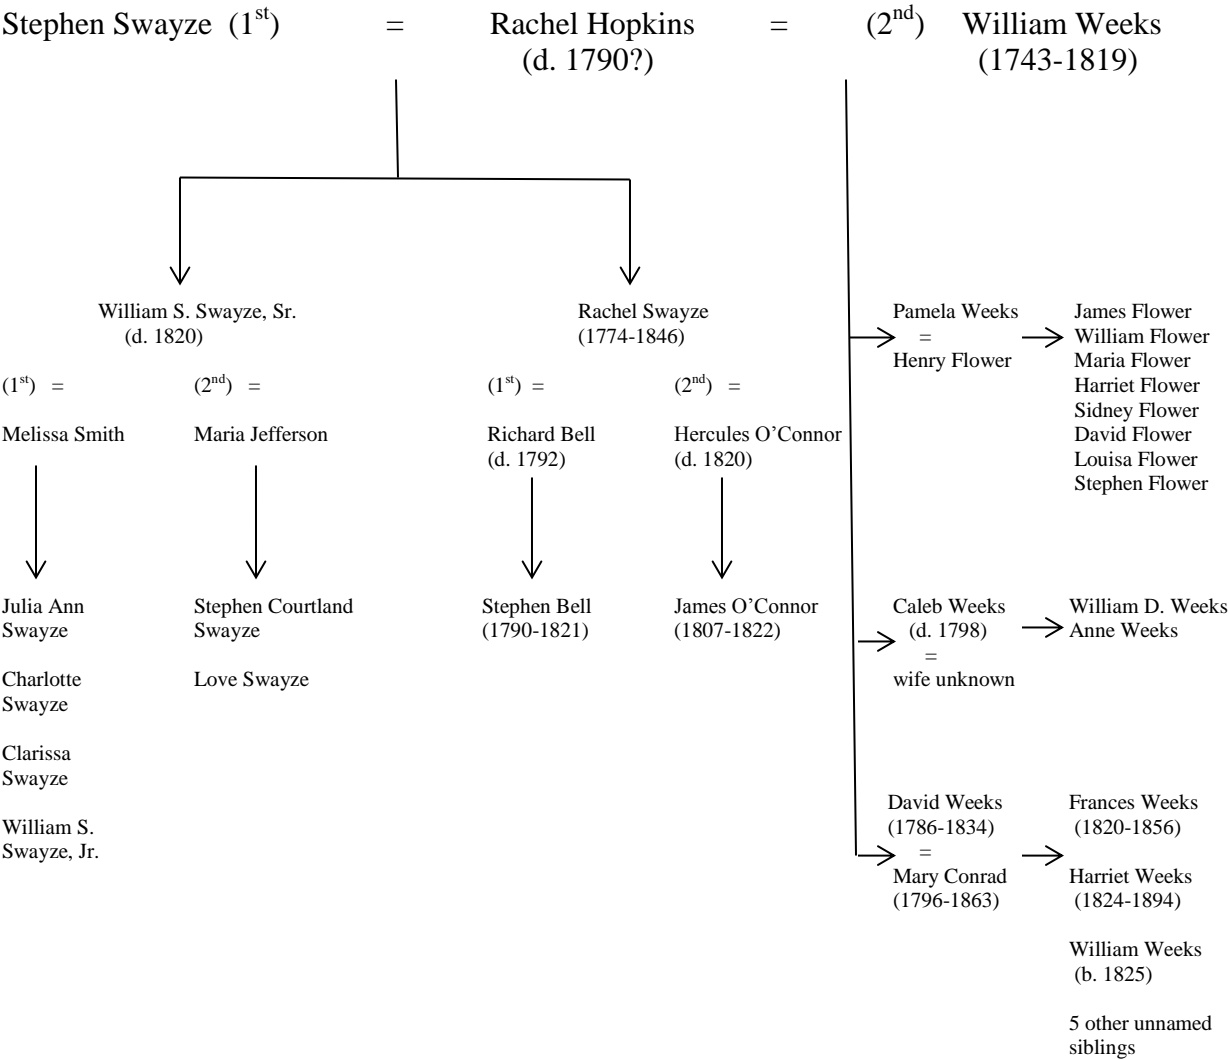 Stephen Swayze (1st) = Rachel Hopkins = (2nd) William Weeks
(d. 1790?) (1743-1819)
William S. Swayze, Sr.
(d. 1820)
Rachel Swayze
(1774-1846)
(1st) =
Melissa Smith
(2nd) =
Maria Jefferson
(1st) =
Richard Bell
(d. 1792)
(2nd) =
Hercules O’Connor
(d. 1820)
Julia Ann
Swayze
Charlotte
Swayze
Clarissa
Swayze
William S.
Swayze, Jr.
Stephen Courtland
Swayze
Love Swayze
Stephen Bell
(1790-1821)
James O’Connor
(1807-1822)
Pamela Weeks
=
Henry Flower
James Flower
William Flower
Maria Flower
Harriet Flower
Sidney Flower
David Flower
Louisa Flower
Stephen Flower
Caleb Weeks
(d. 1798)
=
wife unknown
William D. Weeks
Anne Weeks
David Weeks
(1786-1834)
=
Mary Conrad
(1796-1863)
Frances Weeks
(1820-1856)
Harriet Weeks
(1824-1894)
William Weeks
(b. 1825)
5 other unnamed
siblings